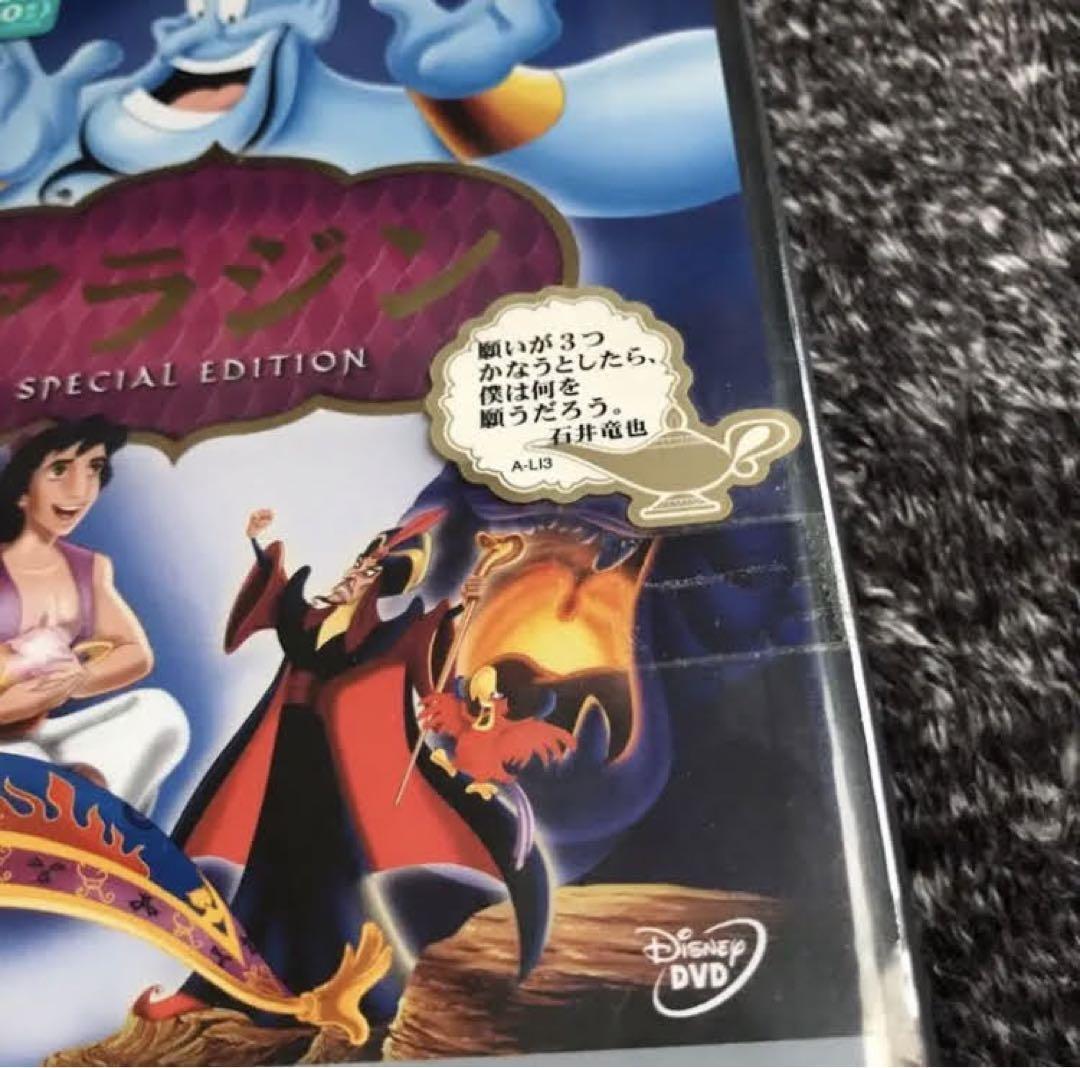 アラジン
SPECIAL EDITION
願いが3つ
かなうとしたら、
僕は何を
願うだろう。
石井竜也
A-LI3
Disney
DVD